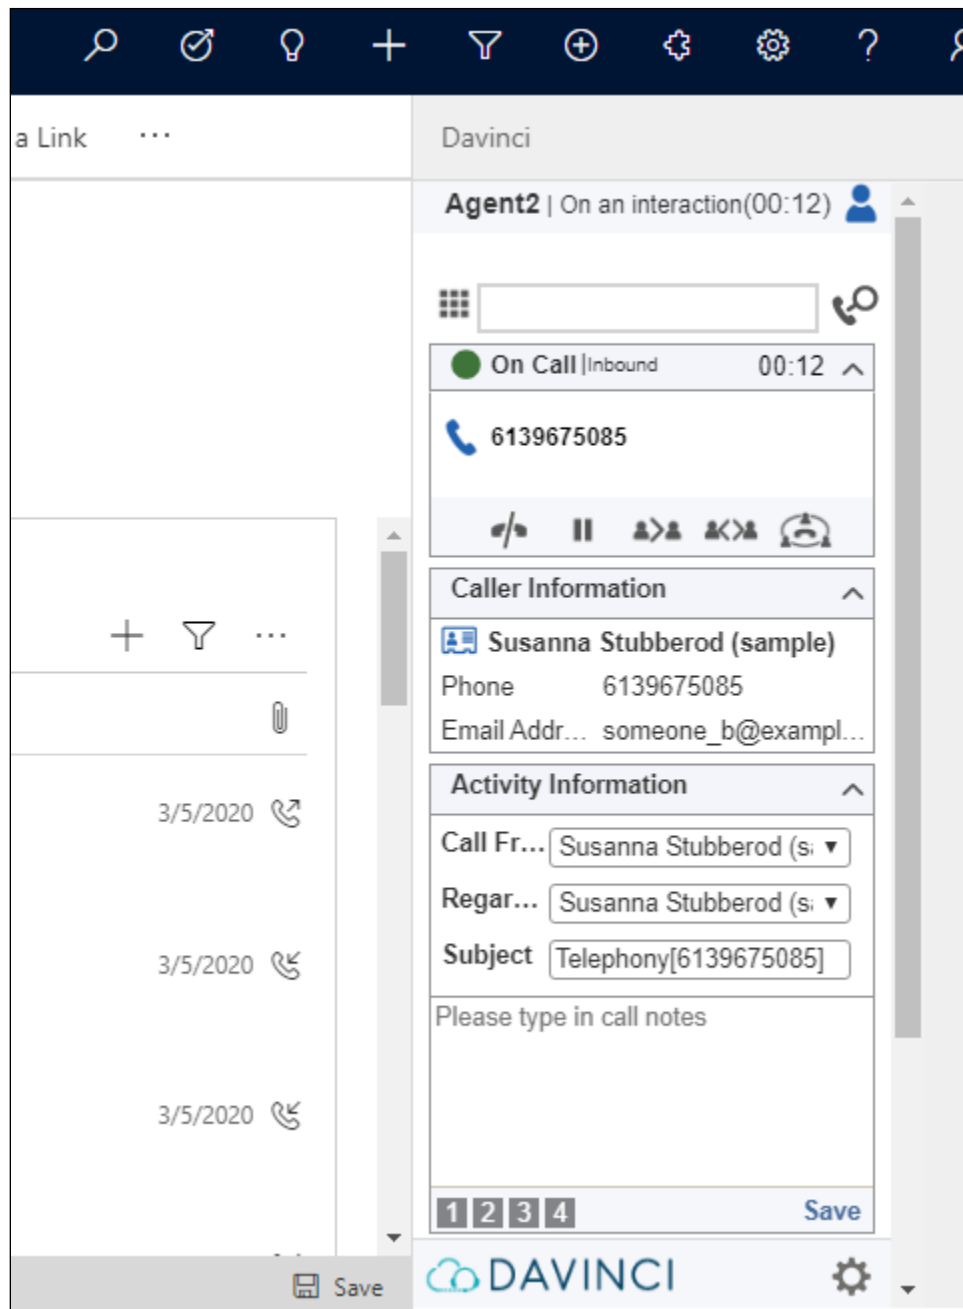 a Link ...
Davinci
Agent2 | On an interaction(00:12)
On Call |Inbound 00:12
6139675085
Caller Information
Susanna Stubberod (sample)
Phone 6139675085
Email Addr... someone_b@exampl...
Activity Information
Call Fr... Susanna Stubberod (s
3/5/2020
Regar... Susanna Stubberod (s
Subject Telephony[6139675085]
3/5/2020
Please type in call notes
3/5/2020
1 2 3 4 Save
Save
DAVINCI